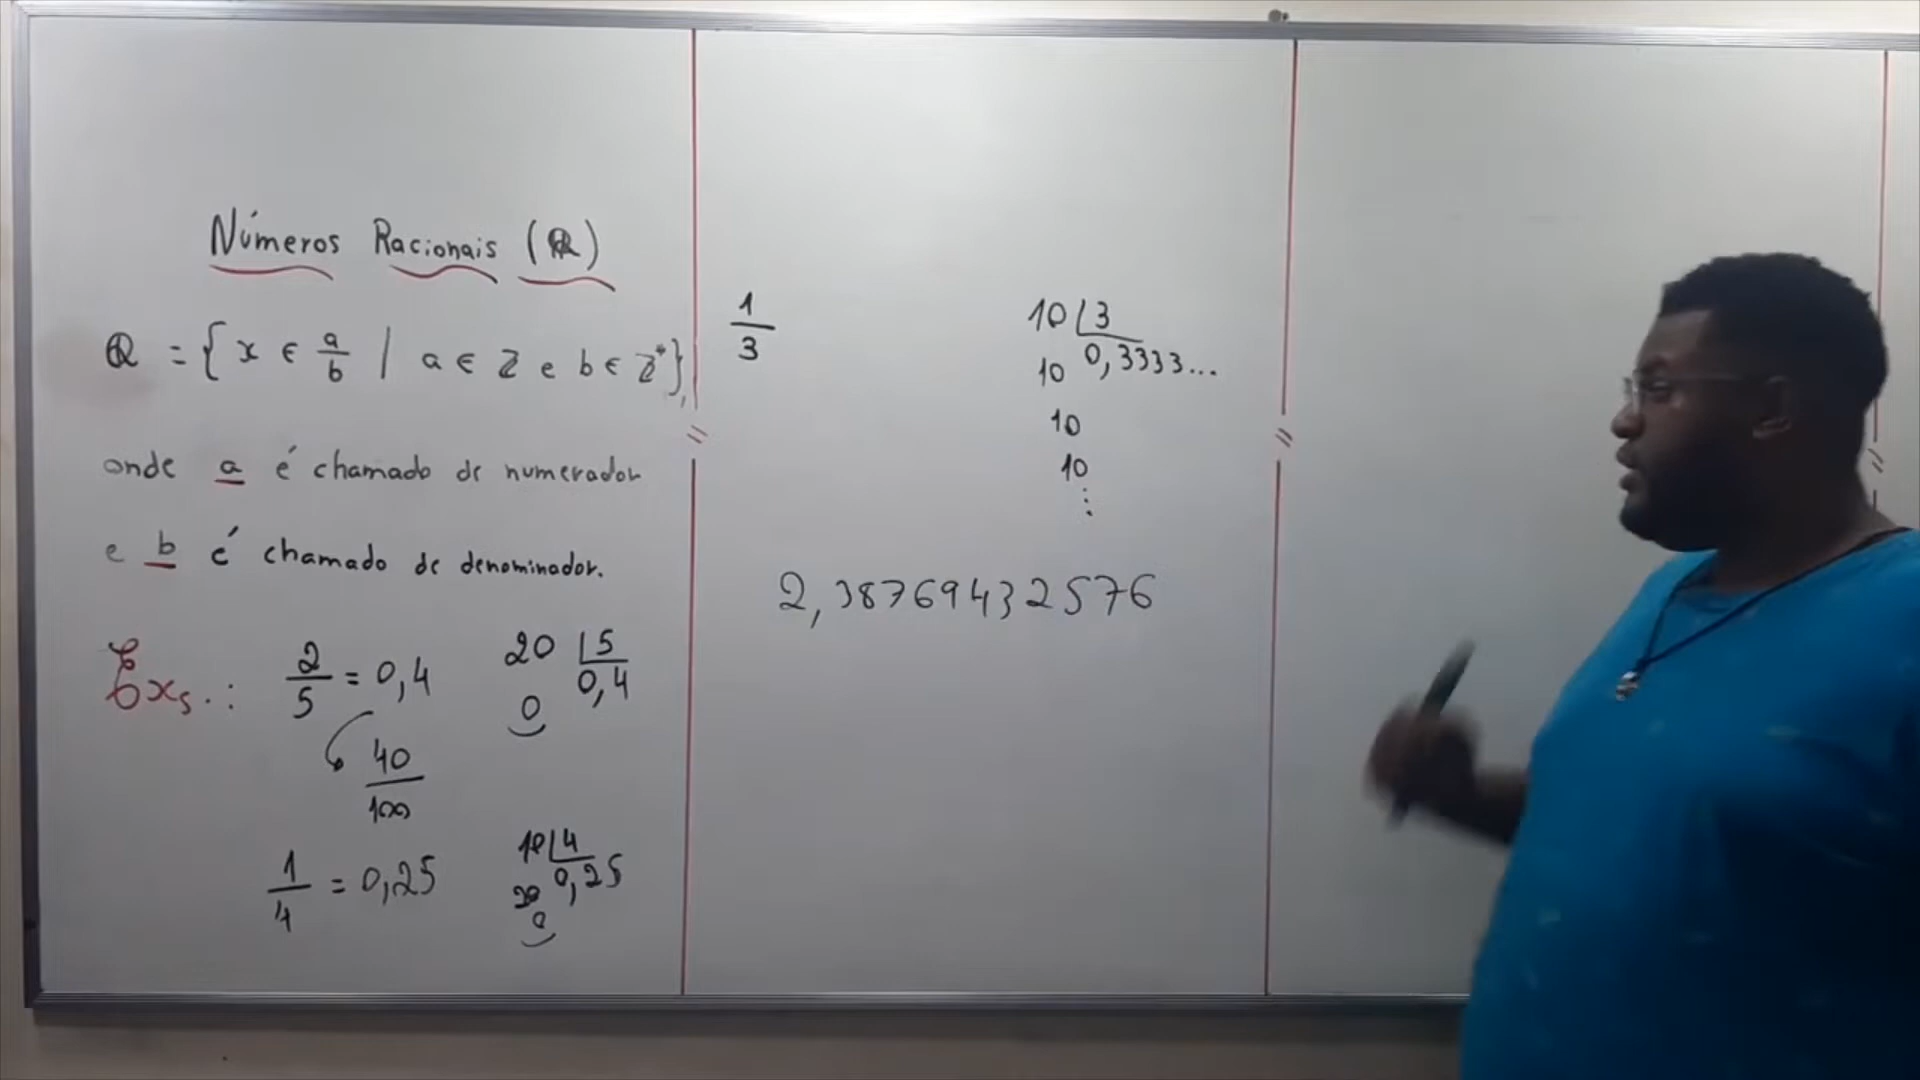 Números Racionais (ℚ)
ℚ = { x ∈ a/b | a ∈ ℤ e b ∈ ℤ* },
onde a é chamado de numerador
e b é chamado de denominador.
Exs.: 2/5 = 0,4
40/100
20 | 5
0,4
0
1/4 = 0,25
10 | 4
20 0,25
0
1/3
10 | 3
10 0,3333...
10
10
⋮
2,38769432576